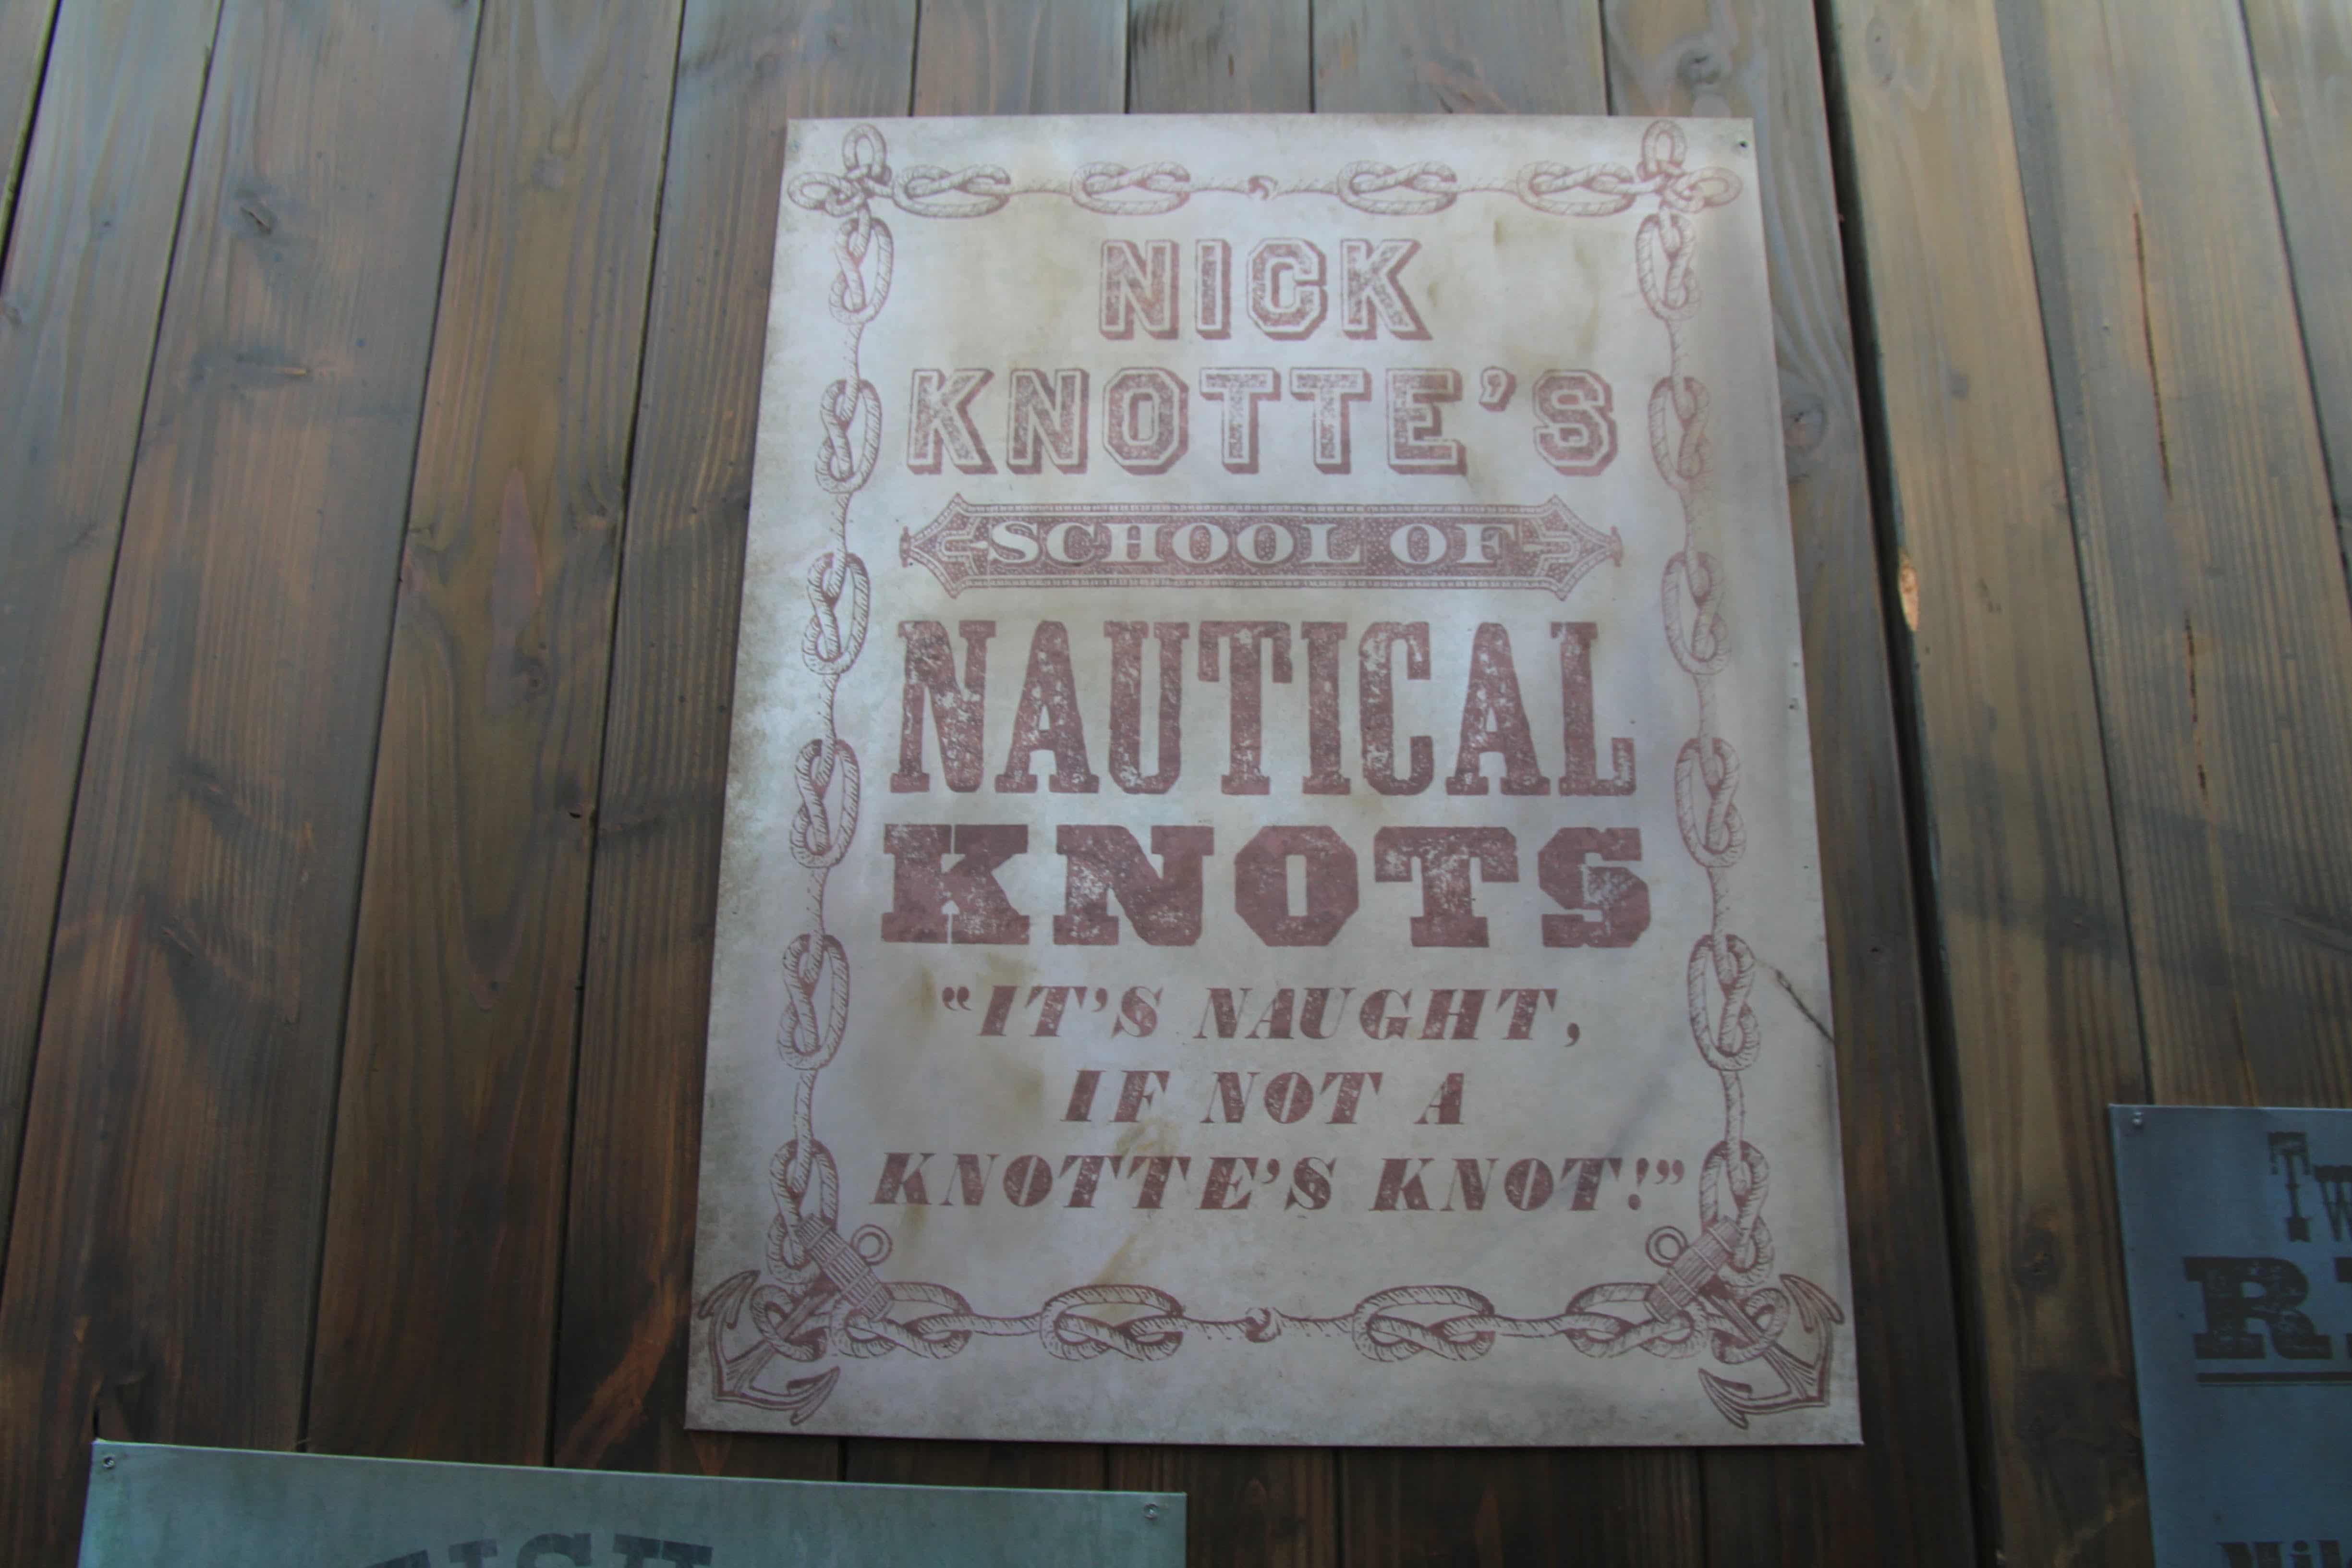 NICK
KNOTTE'S
SCHOOL OF
NAUTICAL
KNOTS
“IT'S NAUGHT,
IF NOT A
KNOTTE'S KNOT!”